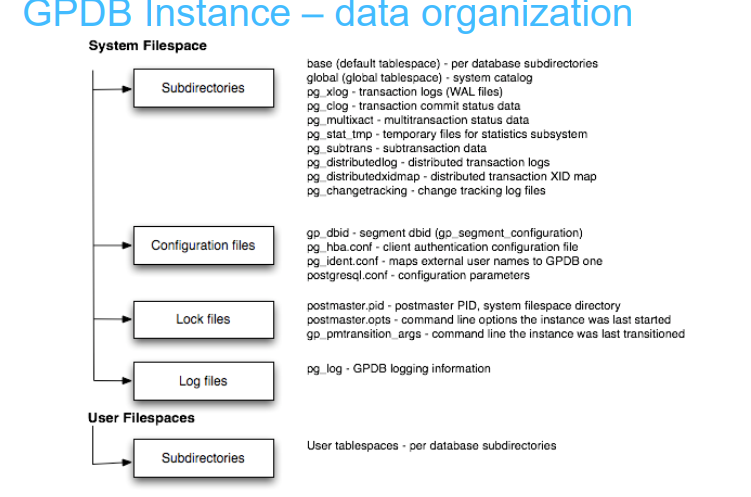 GPDB Instance – data organization
System Filespace
Subdirectories
base (default tablespace) - per database subdirectories
global (global tablespace) - system catalog
pg_xlog - transaction logs (WAL files)
pg_clog - transaction commit status data
pg_multixact - multitransaction status data
pg_stat_tmp - temporary files for statistics subsystem
pg_subtrans - subtransaction data
pg_distributedlog - distributed transaction logs
pg_distributedxidmap - distributed transaction XID map
pg_changetracking - change tracking log files
Configuration files
gp_dbid - segment dbid (gp_segment_configuration)
pg_hba.conf - client authentication configuration file
pg_ident.conf - maps external user names to GPDB one
postgresql.conf - configuration parameters
Lock files
postmaster.pid - postmaster PID, system filespace directory
postmaster.opts - command line options the instance was last started
gp_pmtransition_args - command line the instance was last transitioned
Log files
pg_log - GPDB logging information
User Filespaces
Subdirectories
User tablespaces - per database subdirectories